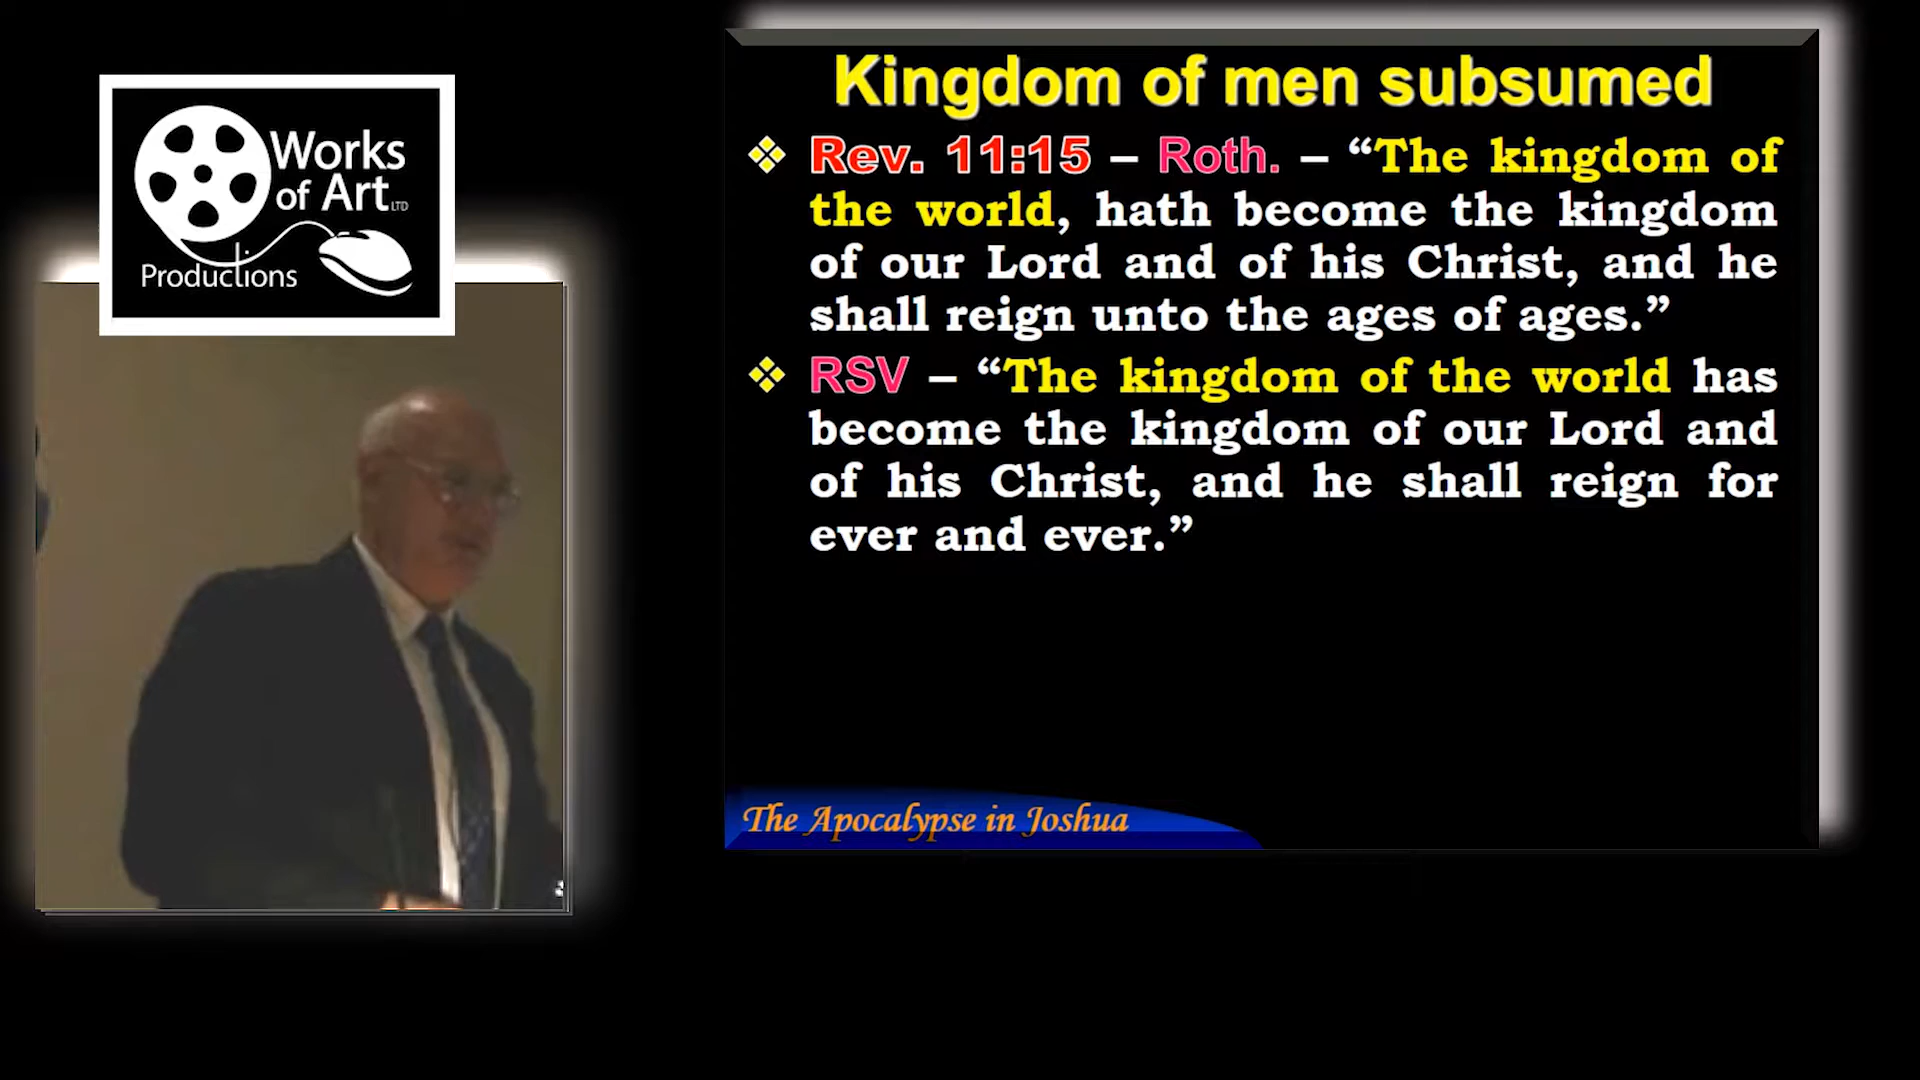 Works
of Art LTD
Productions
Kingdom of men subsumed
Rev. 11:15 – Roth. – “The kingdom of
the world, hath become the kingdom
of our Lord and of his Christ, and he
shall reign unto the ages of ages.”
RSV – “The kingdom of the world has
become the kingdom of our Lord and
of his Christ, and he shall reign for
ever and ever.”
The Apocalypse in Joshua